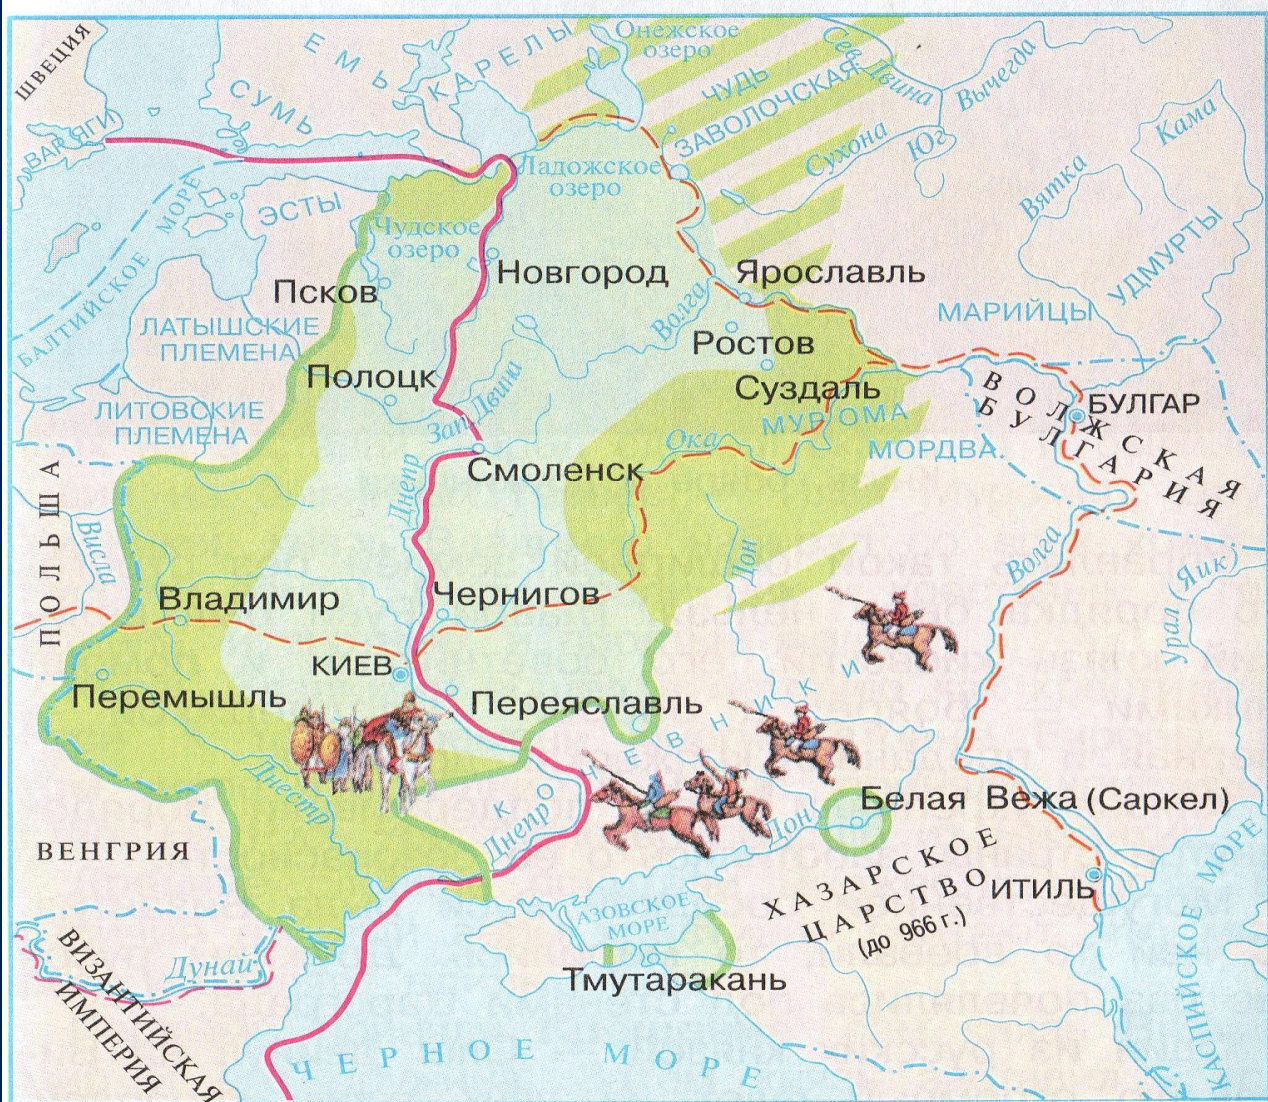 ШВЕЦИЯ
ЕМЬ
КАРЕЛЫ
Онежское
озеро
СУМЬ
ВАРЯГИ
ЧУДЬ
ЗАВОЛОЧСКАЯ
Сев. Двина
Вычегда
Сухона
Юг
Кама
Вятка
Ладожское
озеро
ЭСТЫ
Чудское
озеро
БАЛТИЙСКОЕ МОРЕ
УДМУРТЫ
Новгород
Ярославль
Псков
МАРИЙЦЫ
Волга
ЛАТЫШСКИЕ
ПЛЕМЕНА
Ростов
Полоцк
Суздаль
ЛИТОВСКИЕ
ПЛЕМЕНА
Зап. Двина
МУРОМА
Ока
МОРДВА
БУЛГАР
ВОЛЖСКАЯ
БУЛГАРИЯ
Смоленск
Днепр
ПОЛЬША
Висла
Дон
Волга
Урал (Яик)
Владимир
Чернигов
КИЕВ
Перемышль
Переяславль
КОЧЕВНИКИ
Днестр
Днепр
Дон
Белая Вежа (Саркел)
ВЕНГРИЯ
ХАЗАРСКОЕ
ЦАРСТВО
(до 966 г.)
ИТИЛЬ
АЗОВСКОЕ
МОРЕ
Тмутаракань
Дунай
ВИЗАНТИЙСКАЯ
ИМПЕРИЯ
ЧЕРНОЕ МОРЕ
КАСПИЙСКОЕ МОРЕ